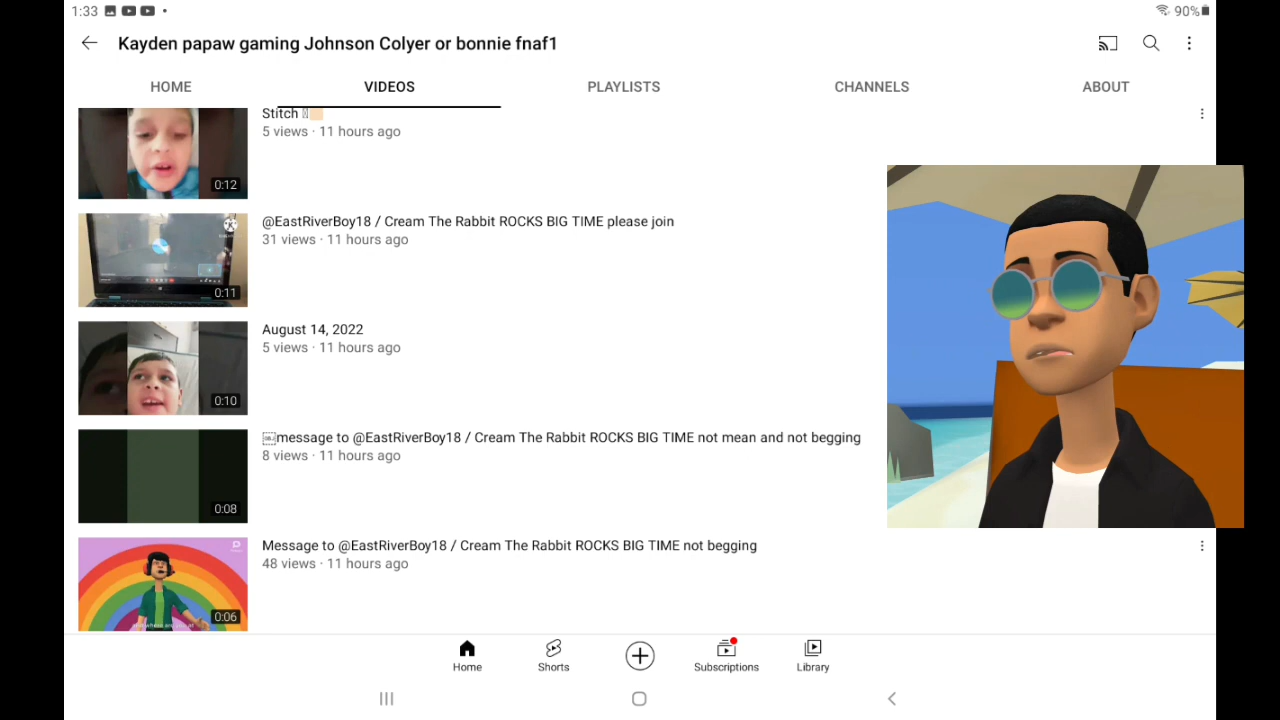 1:33
90%
Kayden papaw gaming Johnson Colyer or bonnie fnaf1
HOME VIDEOS PLAYLISTS CHANNELS ABOUT
Stitch
5 views · 11 hours ago
0:12
@EastRiverBoy18 / Cream The Rabbit ROCKS BIG TIME please join
31 views · 11 hours ago
0:11
August 14, 2022
5 views · 11 hours ago
0:10
message to @EastRiverBoy18 / Cream The Rabbit ROCKS BIG TIME not mean and not begging
8 views · 11 hours ago
0:08
Message to @EastRiverBoy18 / Cream The Rabbit ROCKS BIG TIME not begging
48 views · 11 hours ago
0:06
Home Shorts Subscriptions Library